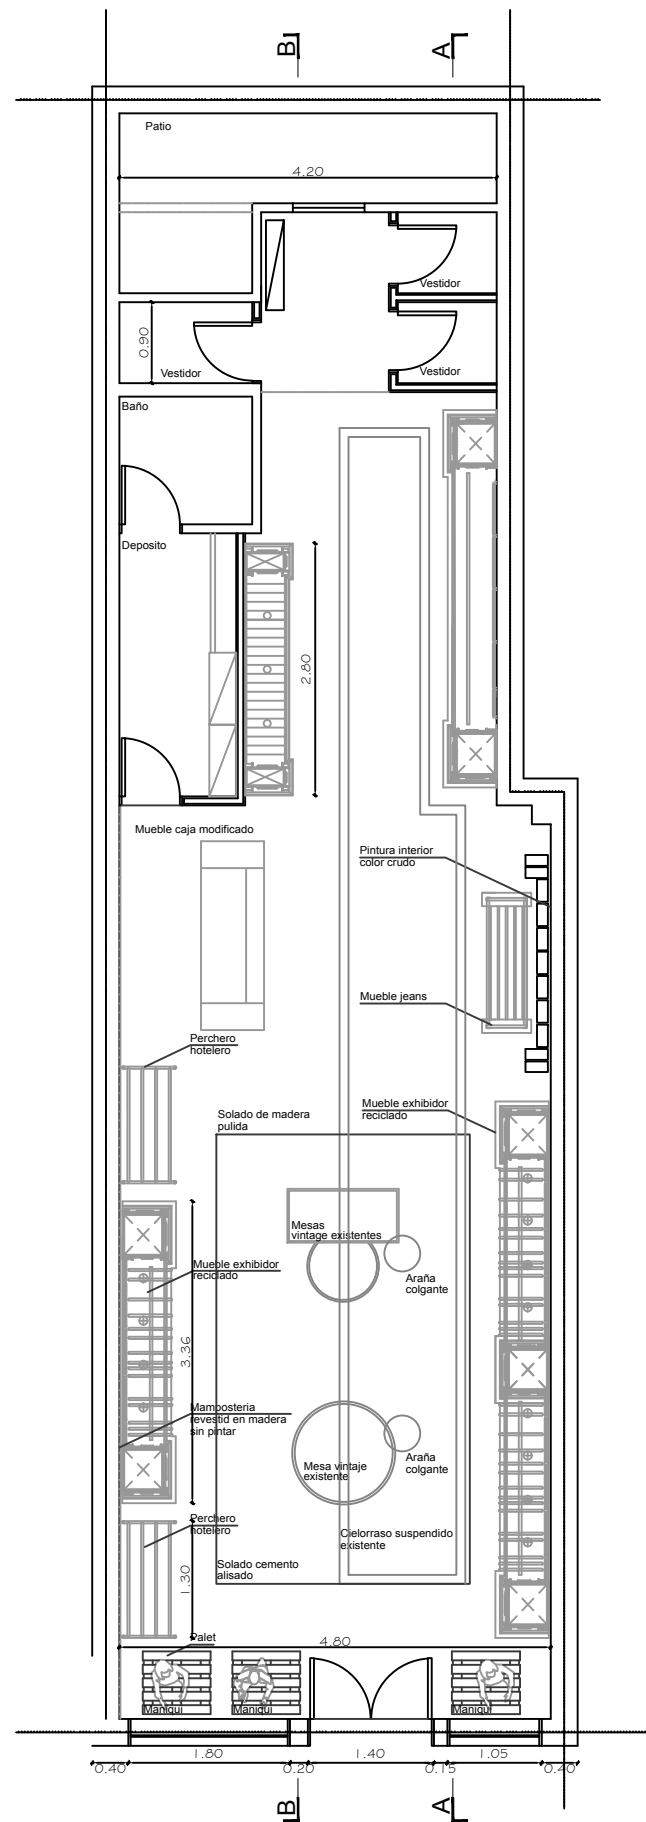 B
A
Patio
4.20
Vestidor
0.90
Vestidor
Vestidor
Baño
Deposito
2.80
Mueble caja modificado
Pintura interior
color crudo
Mueble jeans
Perchero
hotelero
Mueble exhibidor
reciclado
Solado de madera
pulida
Mesas
vintage existentes
Araña
colgante
Mueble exhibidor
reciclado
3.36
Mamposteria
revestid en madera
sin pintar
Mesa vintaje
existente
Araña
colgante
Perchero
hotelero
Cielorraso suspendido
existente
Solado cemento
alisado
1.30
Palet
4.80
Maniqui
Maniqui
Maniqui
0.40
1.80
0.20
1.40
0.15
1.05
0.40
B
A